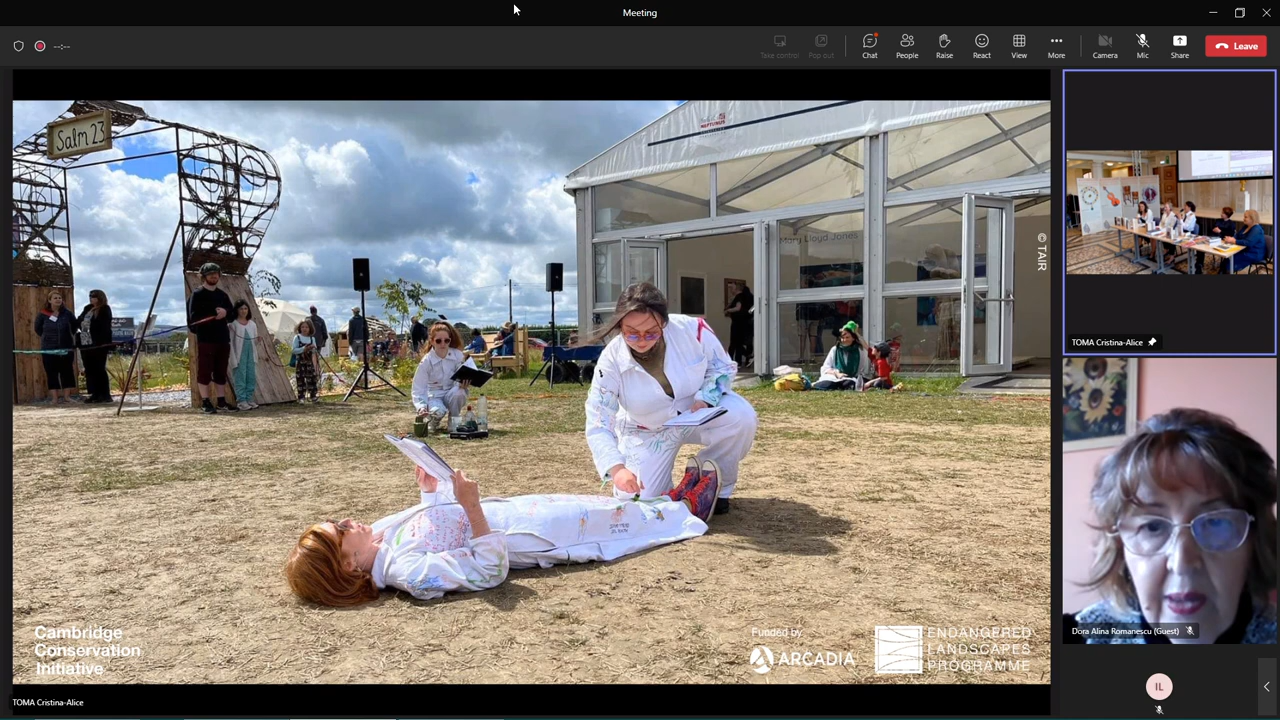 Meeting
--:--
Take control
Pop out
Chat
People
Raise
React
View
More
Camera
Mic
Share
Leave
Salm 23
Mary Lloyd Jones
© TAIR
Cambridge
Conservation
Initiative
Funded by
ARCADIA
ENDANGERED
LANDSCAPES
PROGRAMME
TOMA Cristina-Alice
TOMA Cristina-Alice
Dora Alina Romanescu (Guest)
IL